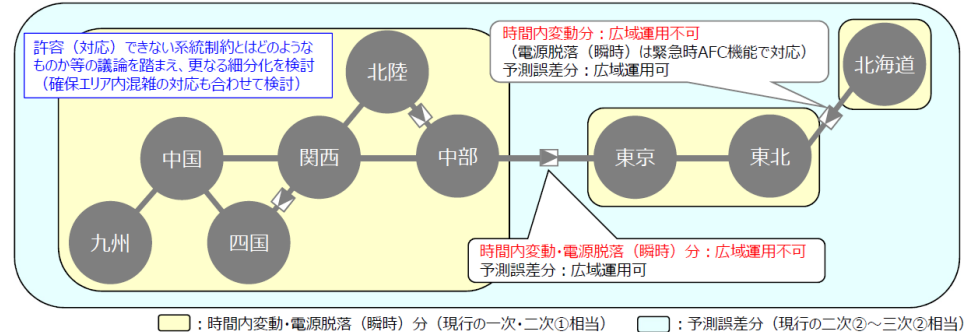 許容（対応）できない系統制約とはどのような
ものか等の議論を踏まえ、更なる細分化を検討
（確保エリア内混雑の対応も合わせて検討）
時間内変動分：広域運用不可
（電源脱落（瞬時）は緊急時AFC機能で対応）
予測誤差分：広域運用可
北海道
北陸
中国
関西
中部
東京
東北
九州
四国
時間内変動・電源脱落（瞬時）分：広域運用不可
予測誤差分：広域運用可
：時間内変動・電源脱落（瞬時）分（現行の一次・二次①相当）
：予測誤差分（現行の二次②～三次②相当）